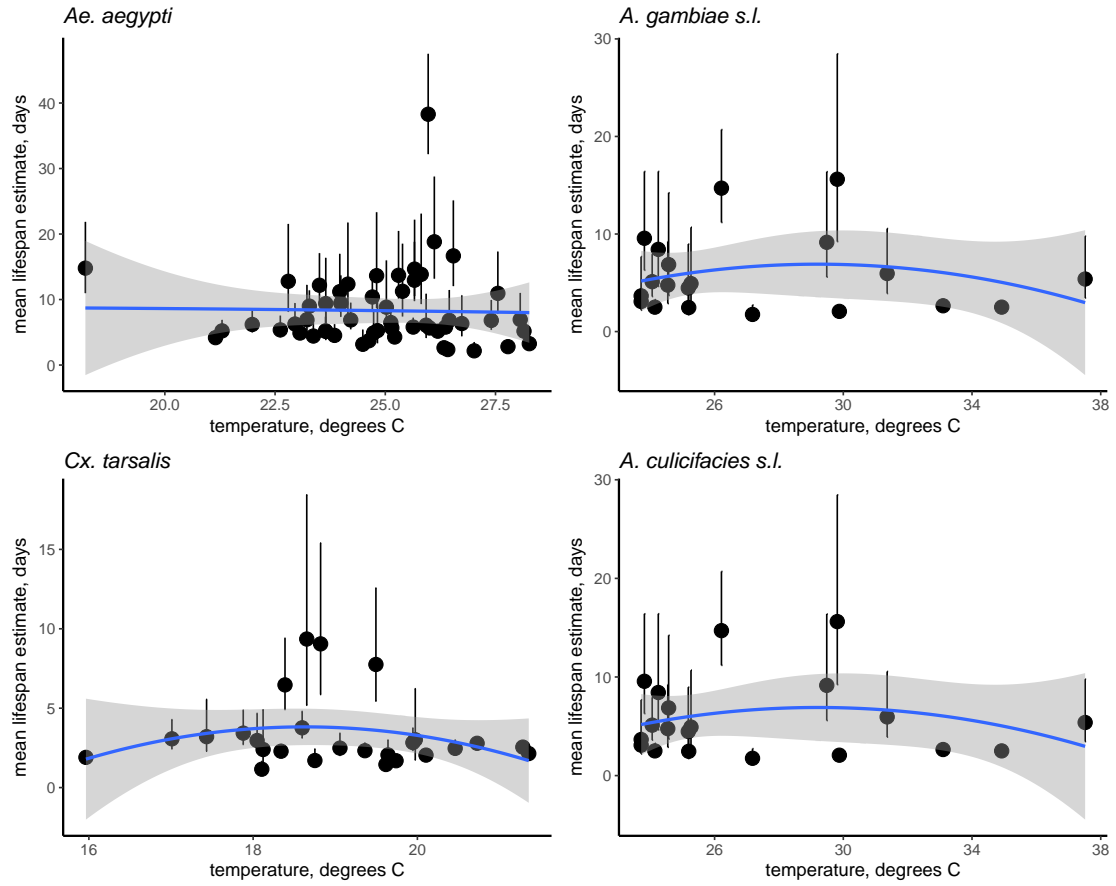 Ae. aegypti
mean lifespan estimate, days
40
30
20
10
0
20.0 22.5 25.0 27.5
temperature, degrees C
A. gambiae s.l.
mean lifespan estimate, days
30
20
10
0
26 30 34 38
temperature, degrees C
Cx. tarsalis
mean lifespan estimate, days
15
10
5
0
16 18 20
temperature, degrees C
A. culicifacies s.l.
mean lifespan estimate, days
30
20
10
0
26 30 34 38
temperature, degrees C